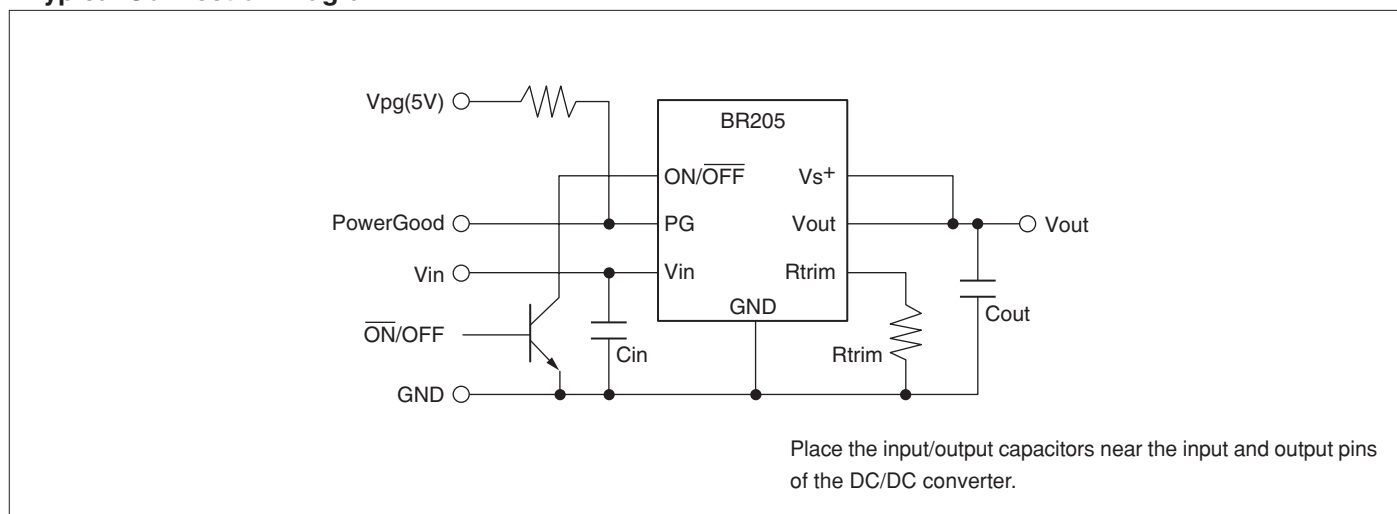 Vpg(5V)
BR205
ON/OFF
Vs+
PowerGood
PG
Vout
Vout
Vin
Vin
Rtrim
GND
Cout
ON/OFF
Cin
Rtrim
GND
Place the input/output capacitors near the input and output pins
of the DC/DC converter.